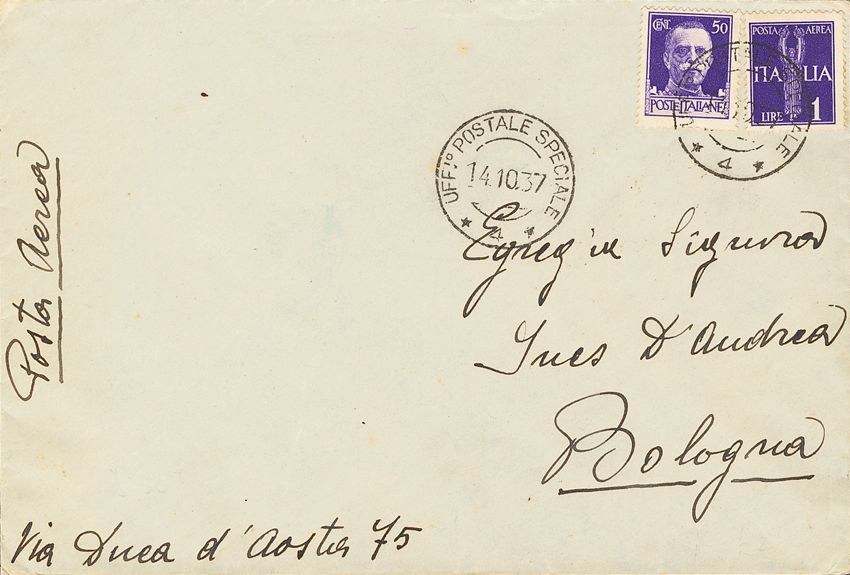 CENT. 50
POSTE ITALIANE
POSTA AEREA
ITALIA
LIRE 1
UFF° POSTALE SPECIALE
14.10.37
* 4 *
Posta Aerea
Egregia Signora
Ines D'Andrea
Bologna
Via Duca d'Aosta 75